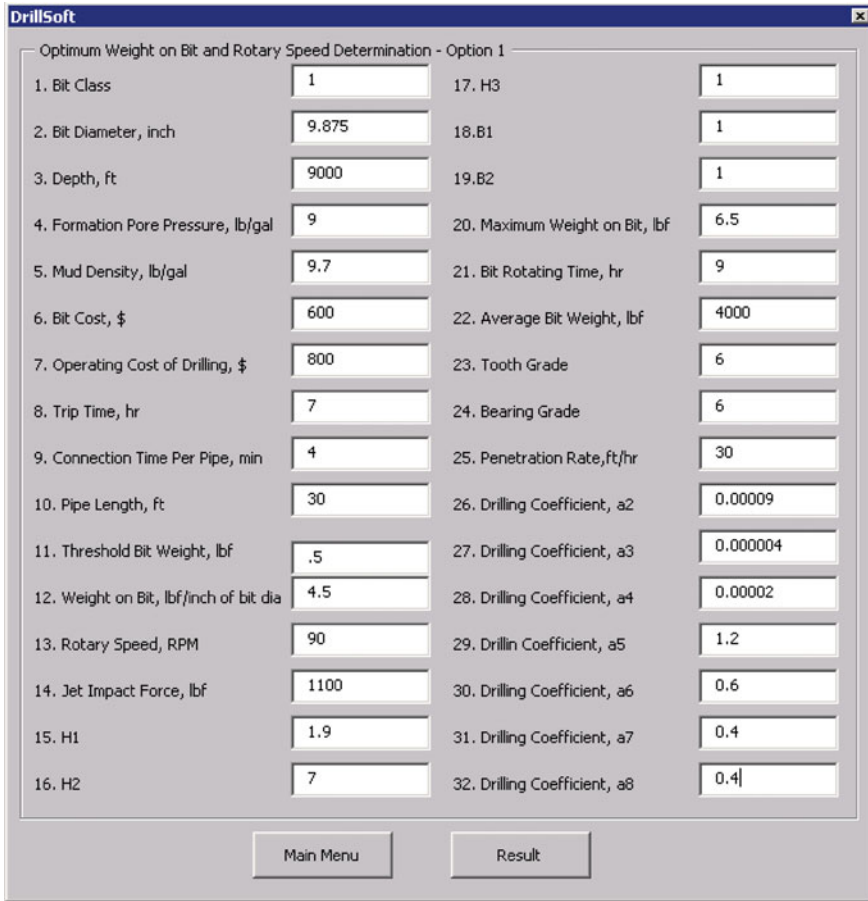 DrillSoft
Optimum Weight on Bit and Rotary Speed Determination - Option 1
1. Bit Class 1
2. Bit Diameter, inch 9.875
3. Depth, ft 9000
4. Formation Pore Pressure, lb/gal 9
5. Mud Density, lb/gal 9.7
6. Bit Cost, $ 600
7. Operating Cost of Drilling, $ 800
8. Trip Time, hr 7
9. Connection Time Per Pipe, min 4
10. Pipe Length, ft 30
11. Threshold Bit Weight, lbf .5
12. Weight on Bit, lbf/inch of bit dia 4.5
13. Rotary Speed, RPM 90
14. Jet Impact Force, lbf 1100
15. H1 1.9
16. H2 7
17. H3 1
18.B1 1
19.B2 1
20. Maximum Weight on Bit, lbf 6.5
21. Bit Rotating Time, hr 9
22. Average Bit Weight, lbf 4000
23. Tooth Grade 6
24. Bearing Grade 6
25. Penetration Rate,ft/hr 30
26. Drilling Coefficient, a2 0.00009
27. Drilling Coefficient, a3 0.000004
28. Drilling Coefficient, a4 0.00002
29. Drillin Coefficient, a5 1.2
30. Drilling Coefficient, a6 0.6
31. Drilling Coefficient, a7 0.4
32. Drilling Coefficient, a8 0.4
Main Menu
Result